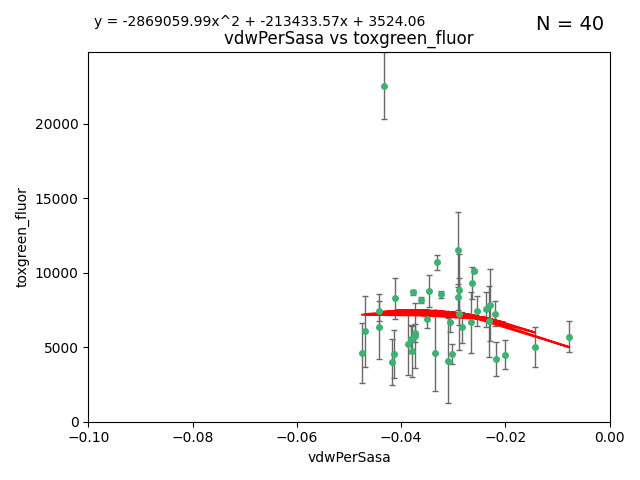 y = -2869059.99x^2 + -213433.57x + 3524.06
N = 40
vdwPerSasa vs toxgreen_fluor
toxgreen_fluor
20000
15000
10000
5000
0
−0.10
−0.08
−0.06
−0.04
−0.02
0.00
vdwPerSasa